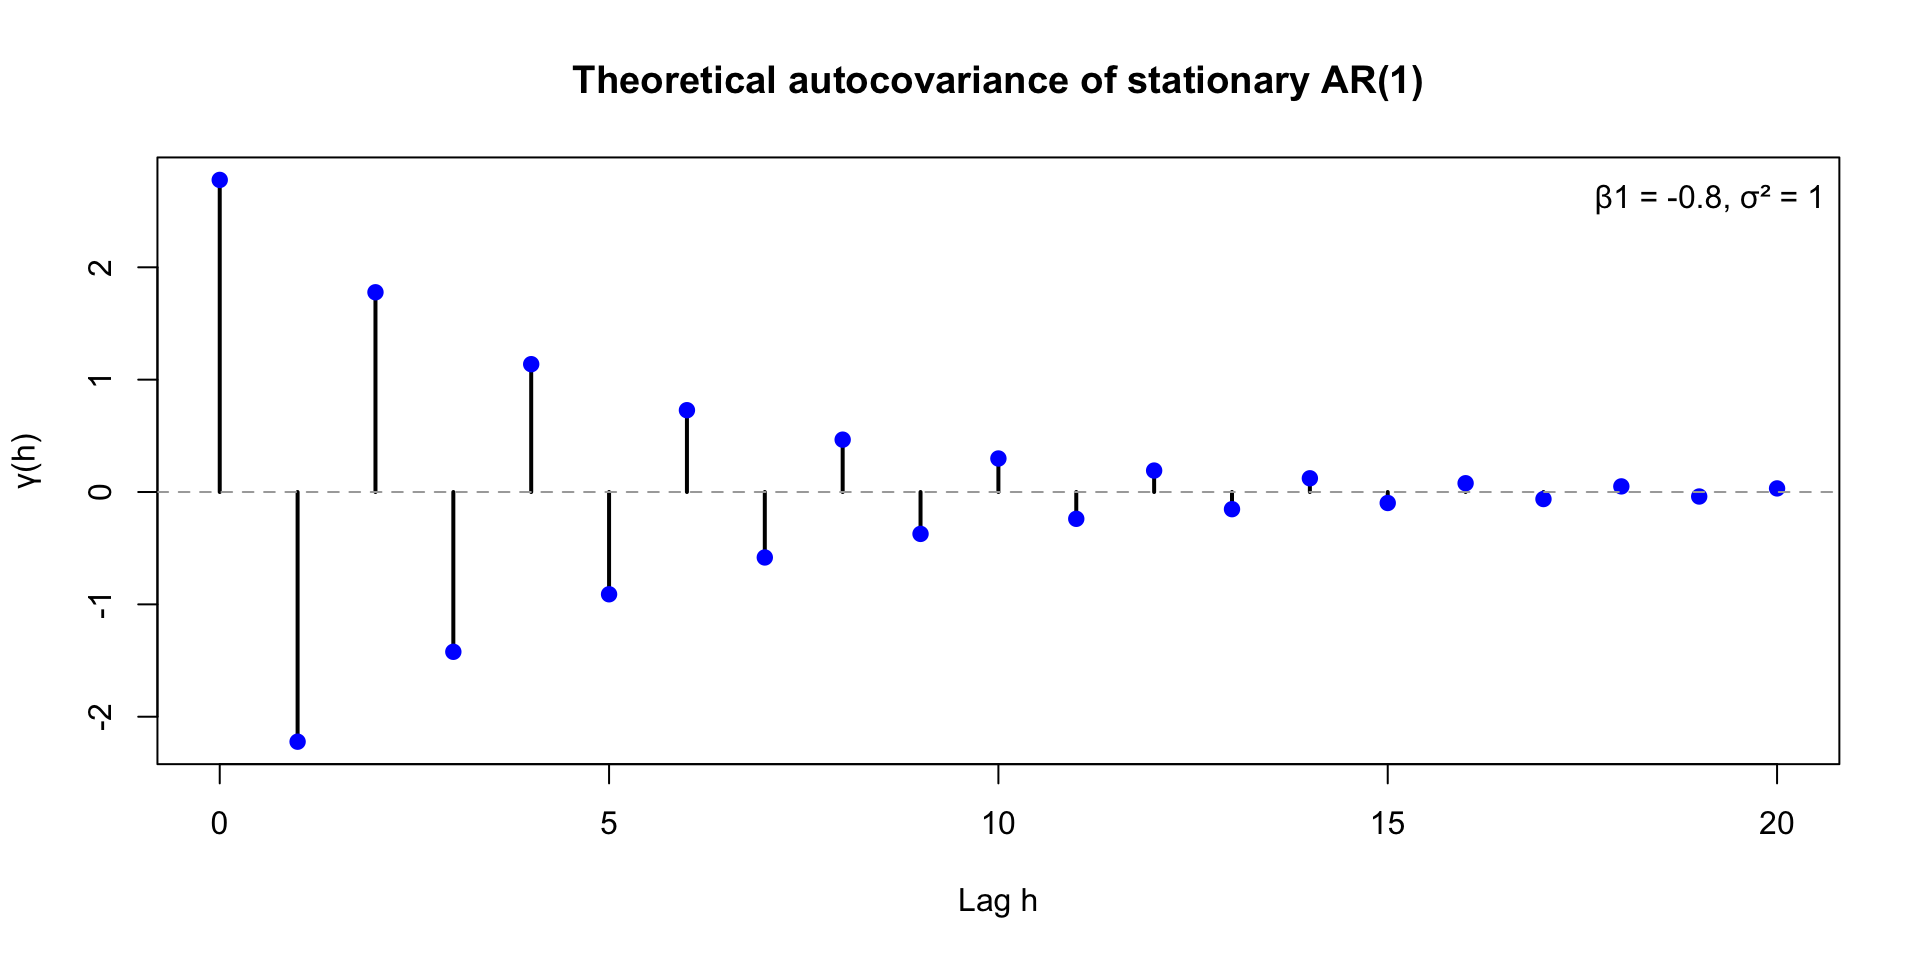 Theoretical autocovariance of stationary AR(1)
β1 = -0.8, σ² = 1
γ(h)
2
1
0
-1
-2
0 5 10 15 20
Lag h